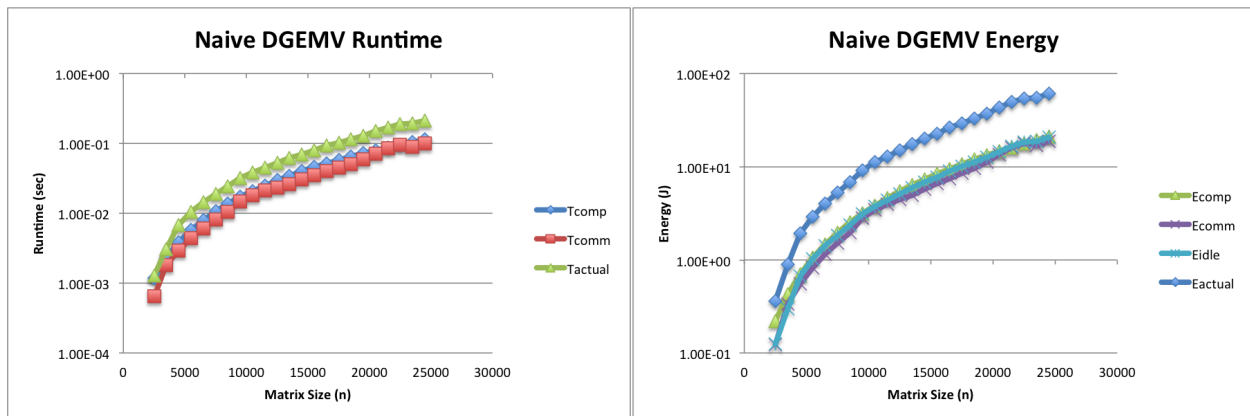 Naive DGEMV Runtime
Runtime (sec)
1.00E+00
1.00E-01
1.00E-02
1.00E-03
1.00E-04
0 5000 10000 15000 20000 25000 30000
Matrix Size (n)
Tcomp
Tcomm
Tactual
Naive DGEMV Energy
Energy (J)
1.00E+02
1.00E+01
1.00E+00
1.00E-01
0 5000 10000 15000 20000 25000 30000
Matrix Size (n)
Ecomp
Ecomm
Eidle
Eactual